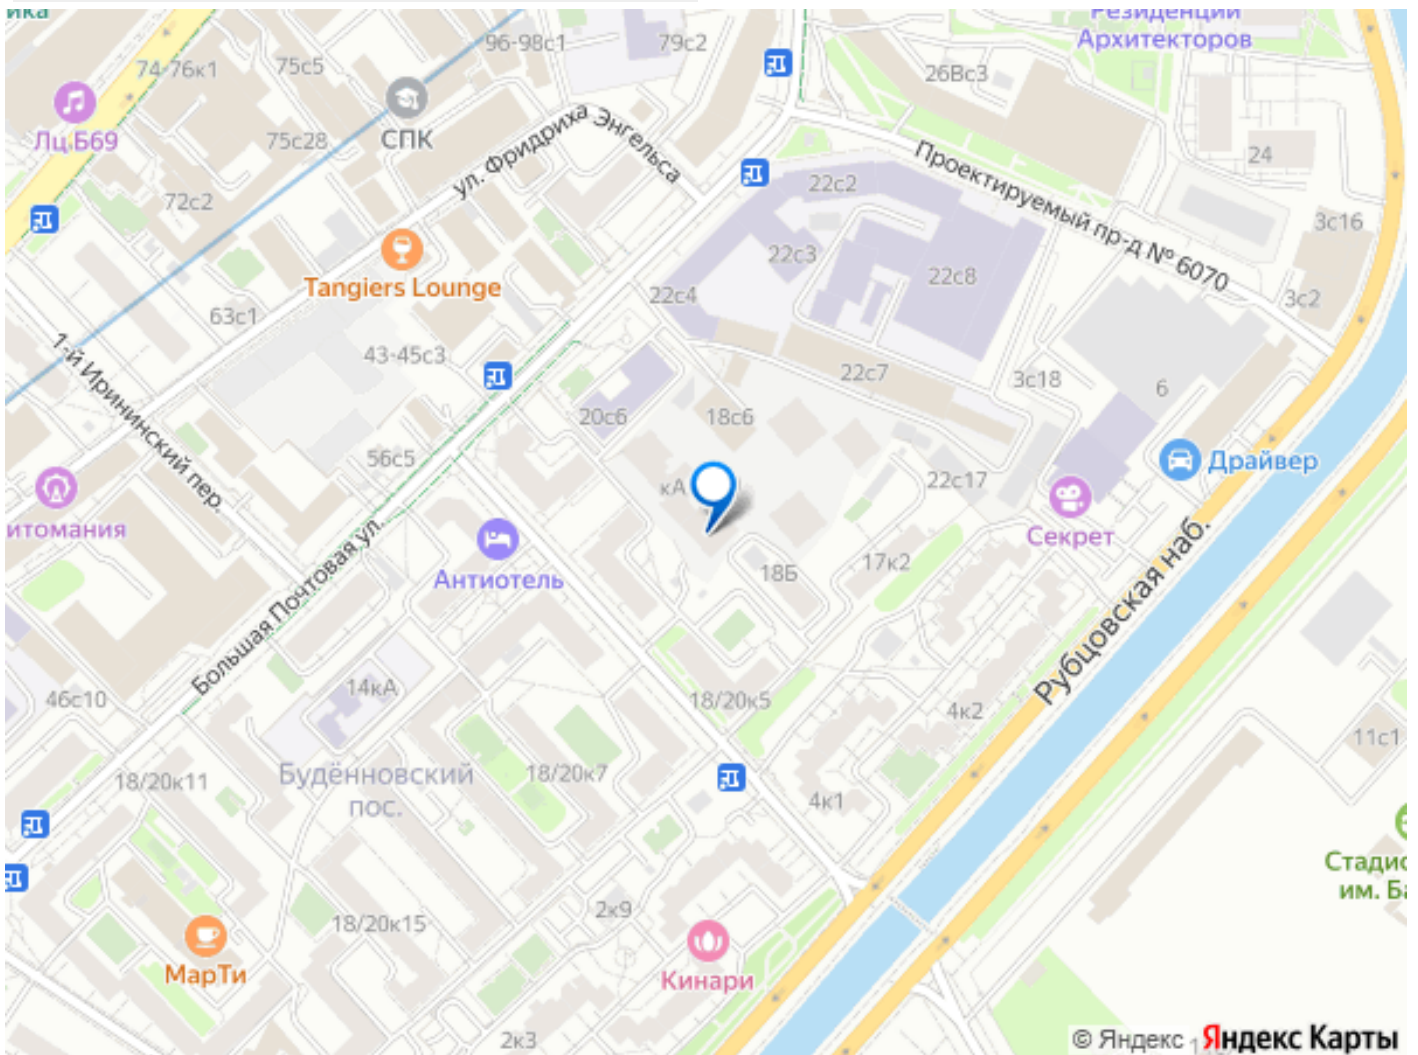 ика
Резиденции
Архитекторов
96-98с1
79с2
74-76к1
75с5
26Вс3
Лц Б69
75с28
СПК
ул. Фридриха Энгельса
Проектируемый пр-д № 6070
24
22с2
72с2
3с16
22с3
22с8
Tangiers Lounge
22с4
3с2
63с1
1-й Ирининский пер.
43-45с3
22с7
3с18
6
20с6
18с6
56с5
кА
22с17
Драйвер
итомания
Секрет
Антиотель
18Б
17к2
Большая Почтовая ул.
Рубцовская наб.
14кА
46с10
18/20к5
4к2
11с1
Будённовский
пос.
18/20к11
18/20к7
4к1
Стадио
им. Ба
2к9
18/20к15
МарТи
Кинари
2к3
© Яндекс
Яндекс Карты